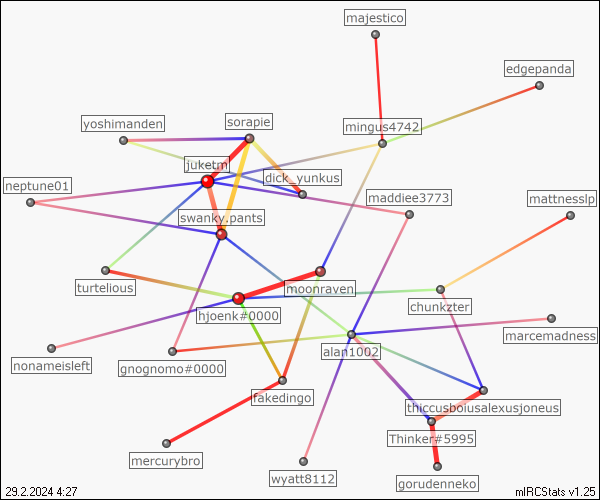 majestico
edgepanda
yoshimanden
sorapie
mingus4742
juketm
dick_yunkus
neptune01
maddiee3773
mattnesslp
swanky.pants
turtelious
moonraven
chunkzter
hjoenk#0000
marcemadness
alan1002
nonameisleft
gnognomo#0000
fakedingo
thiccusboiusalexusjoneus
Thinker#5995
mercurybro
wyatt8112
gorudenneko
29.2.2024 4:27
mIRCStats v1.25